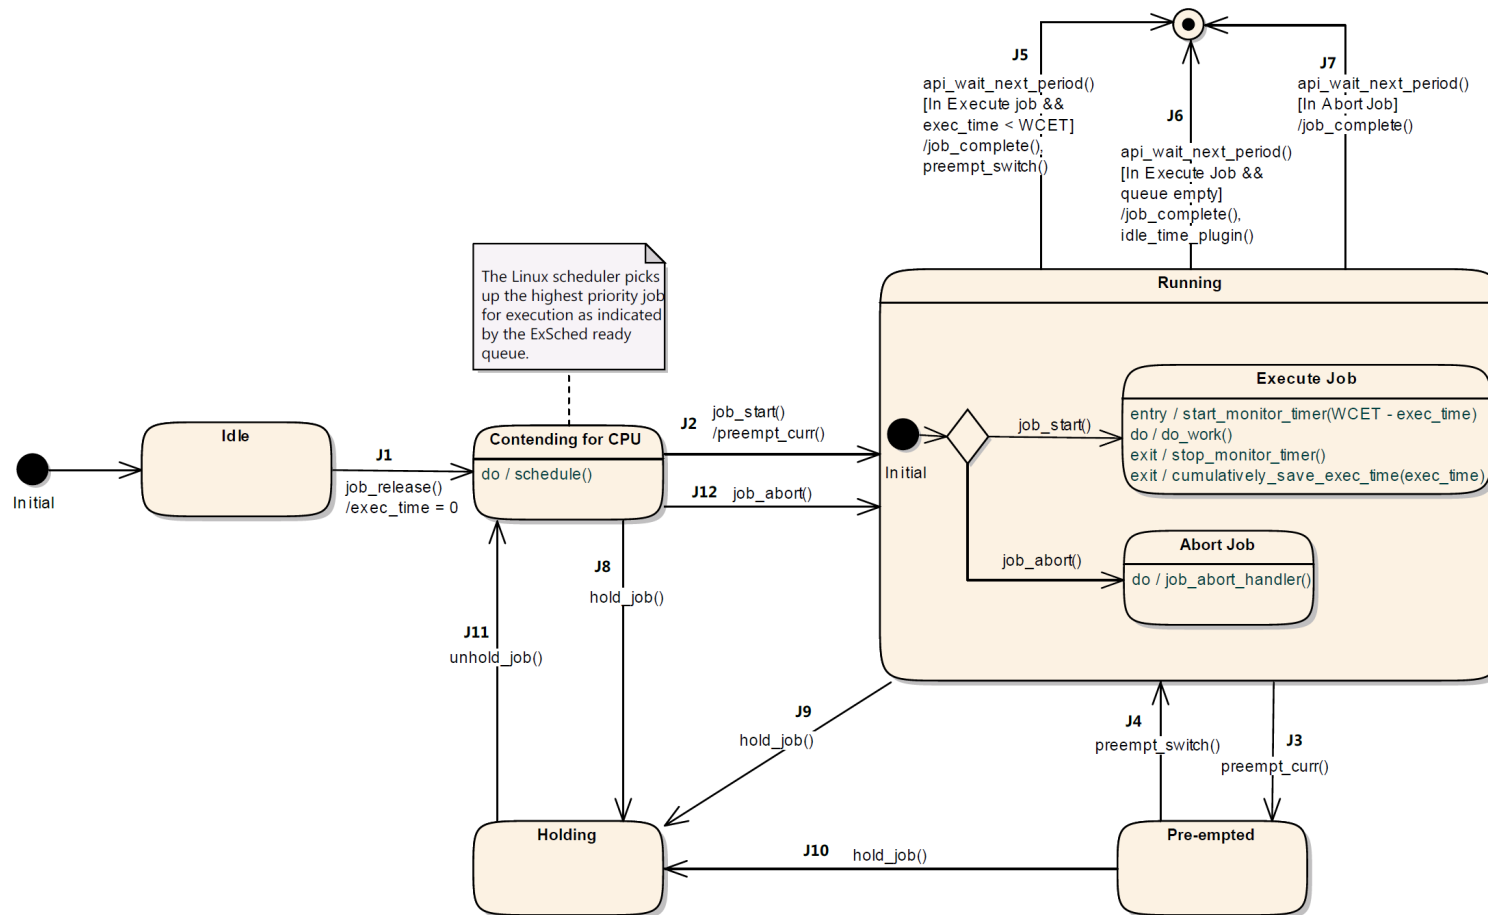 J5
api_wait_next_period()
[In Execute job &&
exec_time < WCET]
/job_complete(),
preempt_switch()
J6
api_wait_next_period()
[In Execute Job &&
queue empty]
/job_complete(),
idle_time_plugin()
J7
api_wait_next_period()
[In Abort Job]
/job_complete()
The Linux scheduler picks
up the highest priority job
for execution as indicated
by the ExSched ready
queue.
Running
Initial
job_start()
Execute Job
entry / start_monitor_timer(WCET - exec_time)
do / do_work()
exit / stop_monitor_timer()
exit / cumulatively_save_exec_time(exec_time)
job_abort()
Abort Job
do / job_abort_handler()
Initial
Idle
J1
job_release()
/exec_time = 0
Contending for CPU
do / schedule()
J2
job_start()
/preempt_curr()
J12
job_abort()
J8
hold_job()
J11
unhold_job()
J9
hold_job()
J4
preempt_switch()
J3
preempt_curr()
Holding
J10
hold_job()
Pre-empted